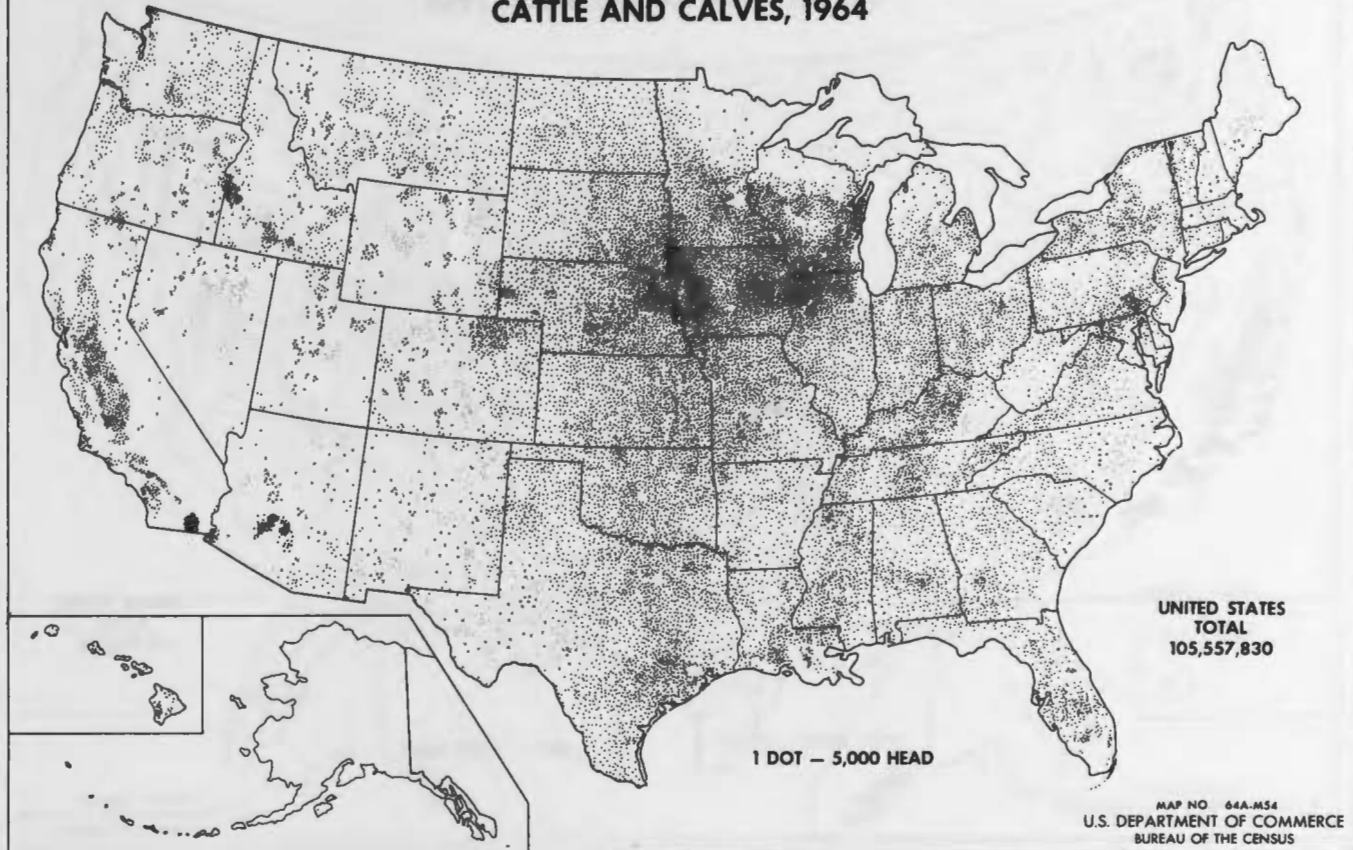 CATTLE AND CALVES, 1964
UNITED STATES
TOTAL
105,557,830
1 DOT — 5,000 HEAD
MAP NO 64A-M54
U.S. DEPARTMENT OF COMMERCE
BUREAU OF THE CENSUS